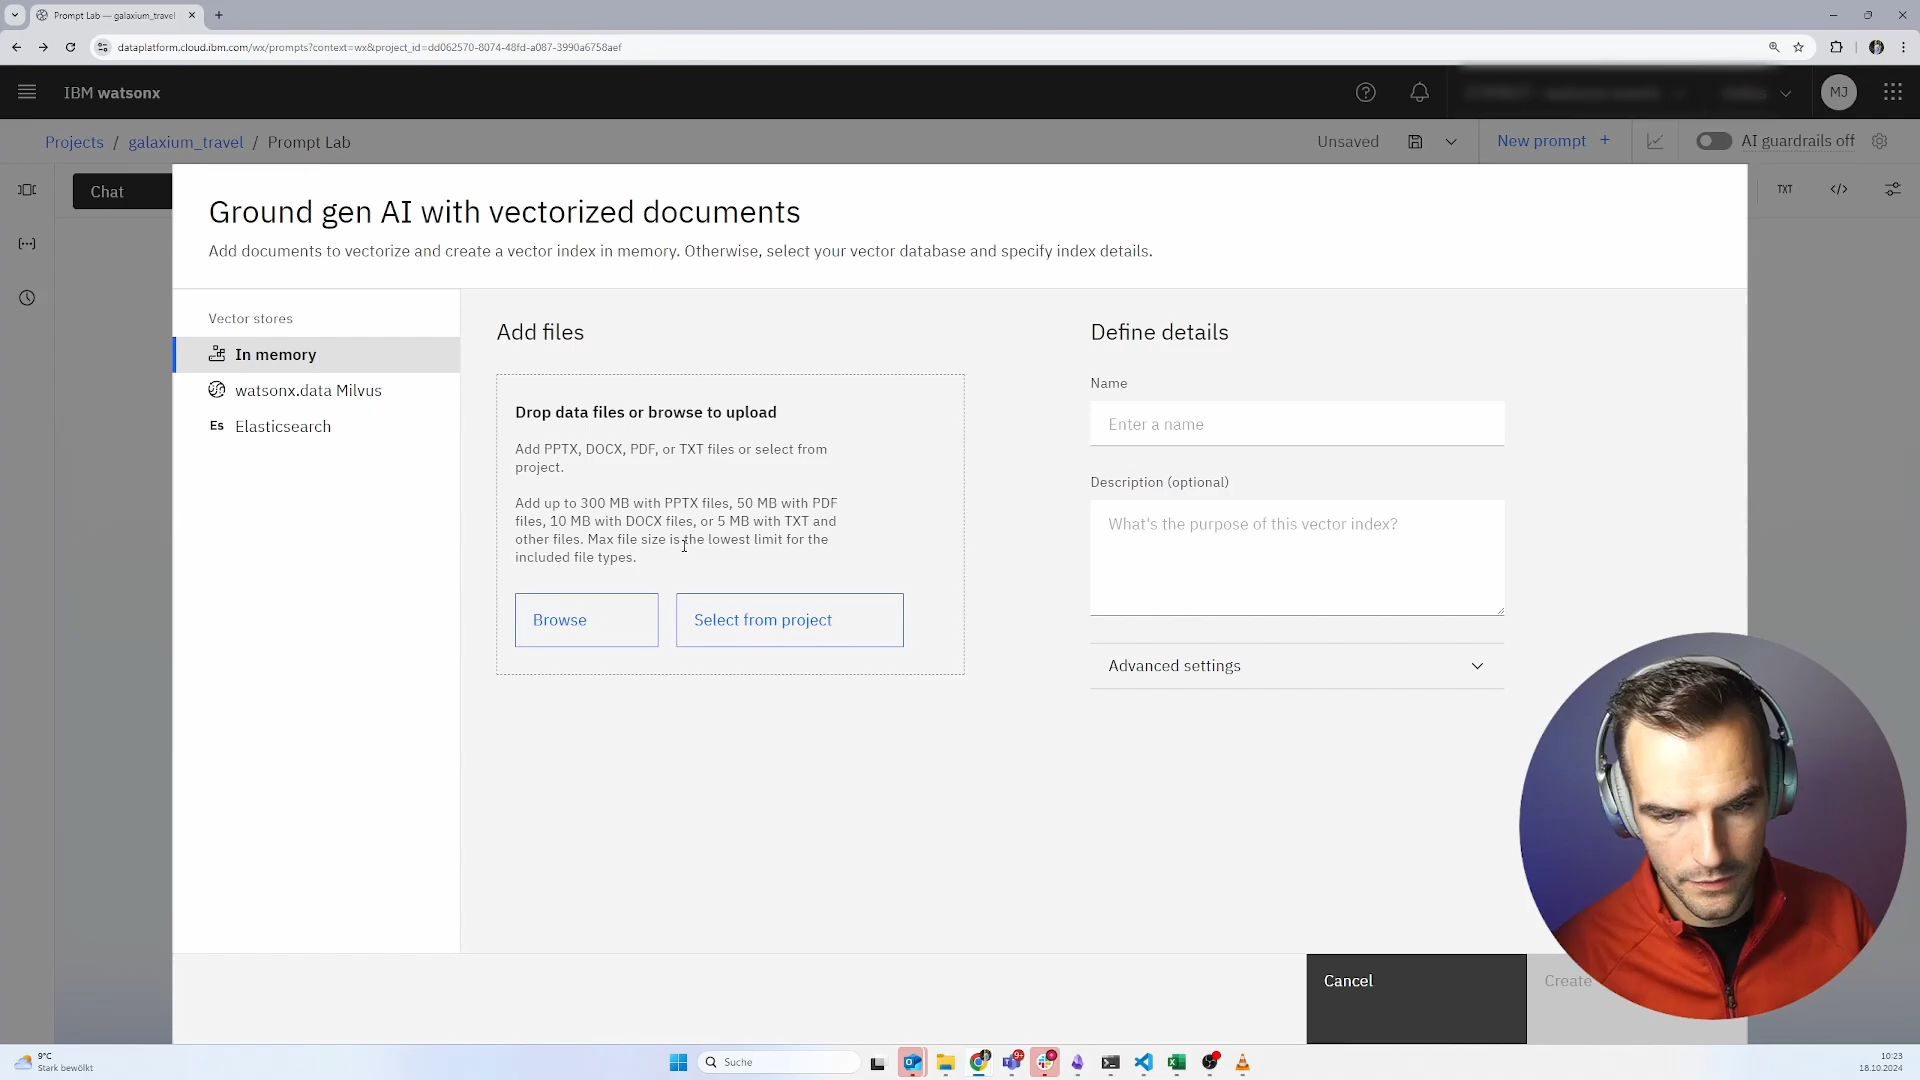 Prompt Lab — galaxium_travel
dataplatform.cloud.ibm.com/wx/prompts?context=wx&project_id=dd062570-8074-48fd-a087-3990a6758aef
IBM watsonx
MJ
Projects / galaxium_travel / Prompt Lab
Unsaved
New prompt +
AI guardrails off
Chat
TXT
</>
Ground gen AI with vectorized documents
Add documents to vectorize and create a vector index in memory. Otherwise, select your vector database and specify index details.
Vector stores
In memory
watsonx.data Milvus
Es Elasticsearch
Add files
Drop data files or browse to upload
Add PPTX, DOCX, PDF, or TXT files or select from
project.
Add up to 300 MB with PPTX files, 50 MB with PDF
files, 10 MB with DOCX files, or 5 MB with TXT and
other files. Max file size is the lowest limit for the
included file types.
Browse
Select from project
Define details
Name
Enter a name
Description (optional)
What's the purpose of this vector index?
Advanced settings
Cancel
Create
9°C
Stark bewölkt
Suche
9+
10:23
18.10.2024